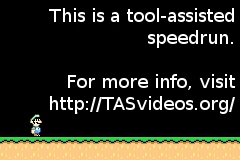 This is a tool-assisted
speedrun.
For more info, visit
http://TASvideos.org/